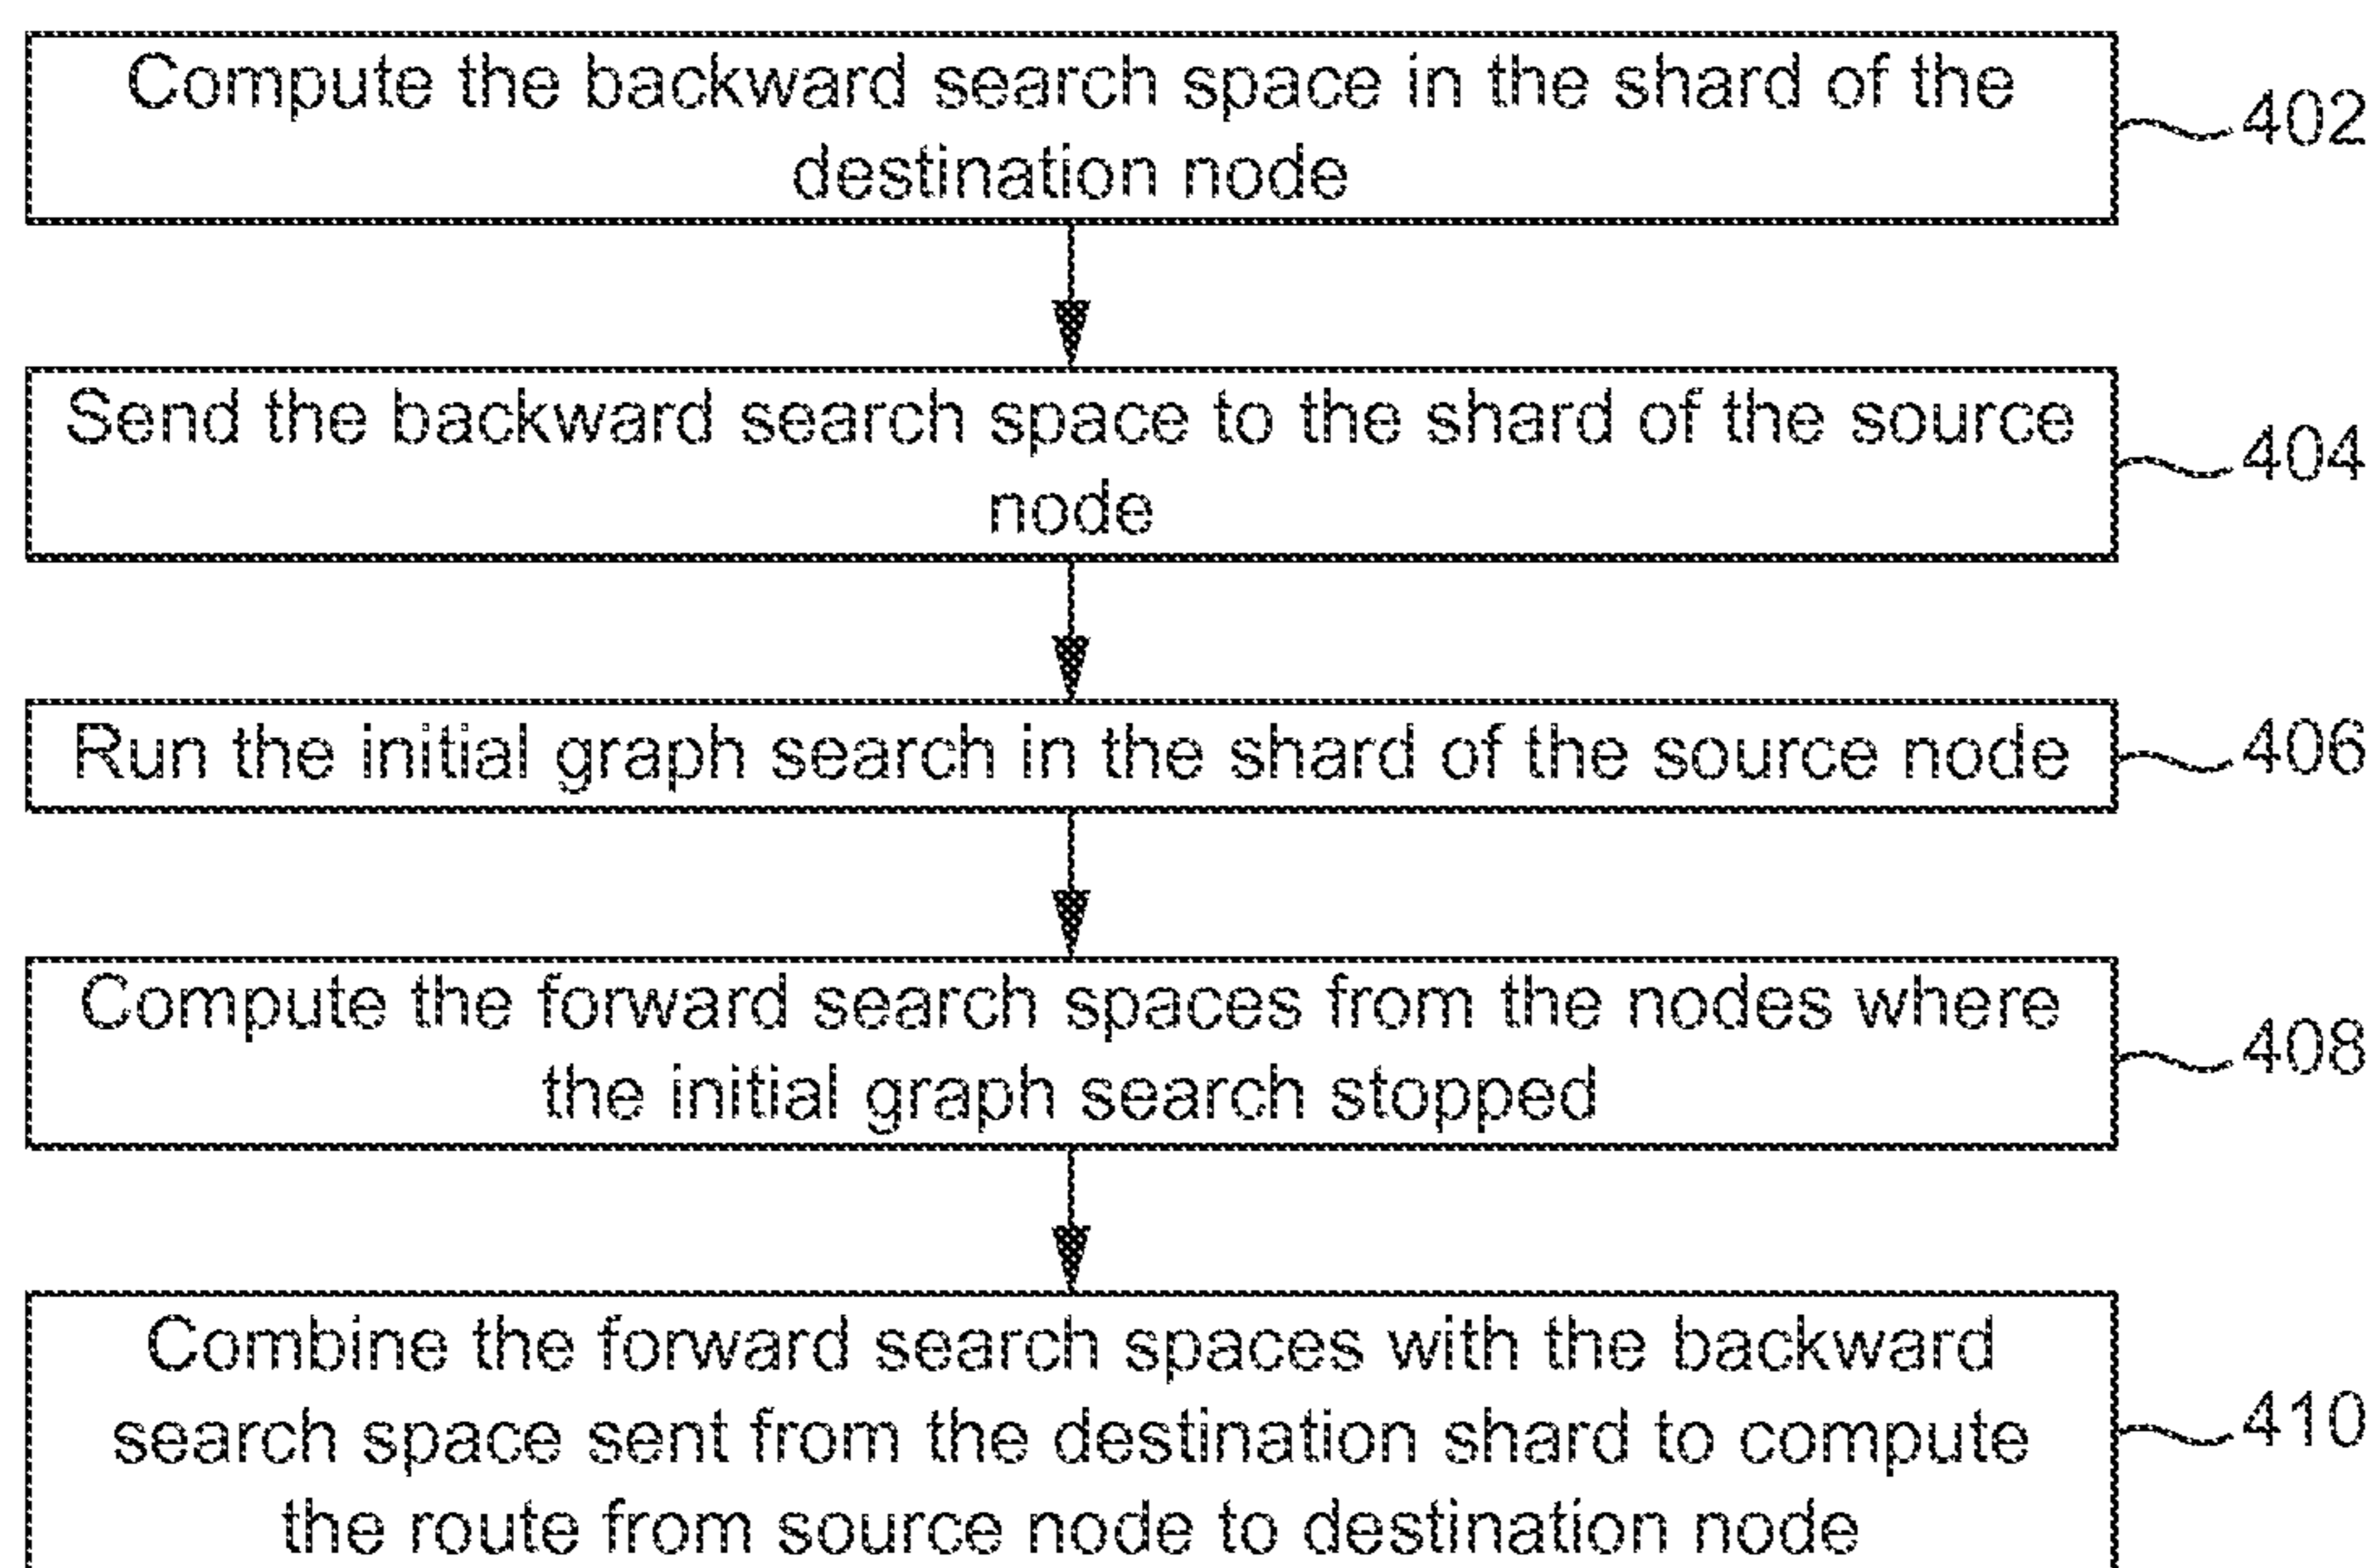 Compute the backward search space in the shard of the
destination node
402
Send the backward search space to the shard of the source
node
404
Run the initial graph search in the shard of the source node
406
Compute the forward search spaces from the nodes where
the initial graph search stopped
408
Combine the forward search spaces with the backward
search space sent from the destination shard to compute
the route from source node to destination node
410